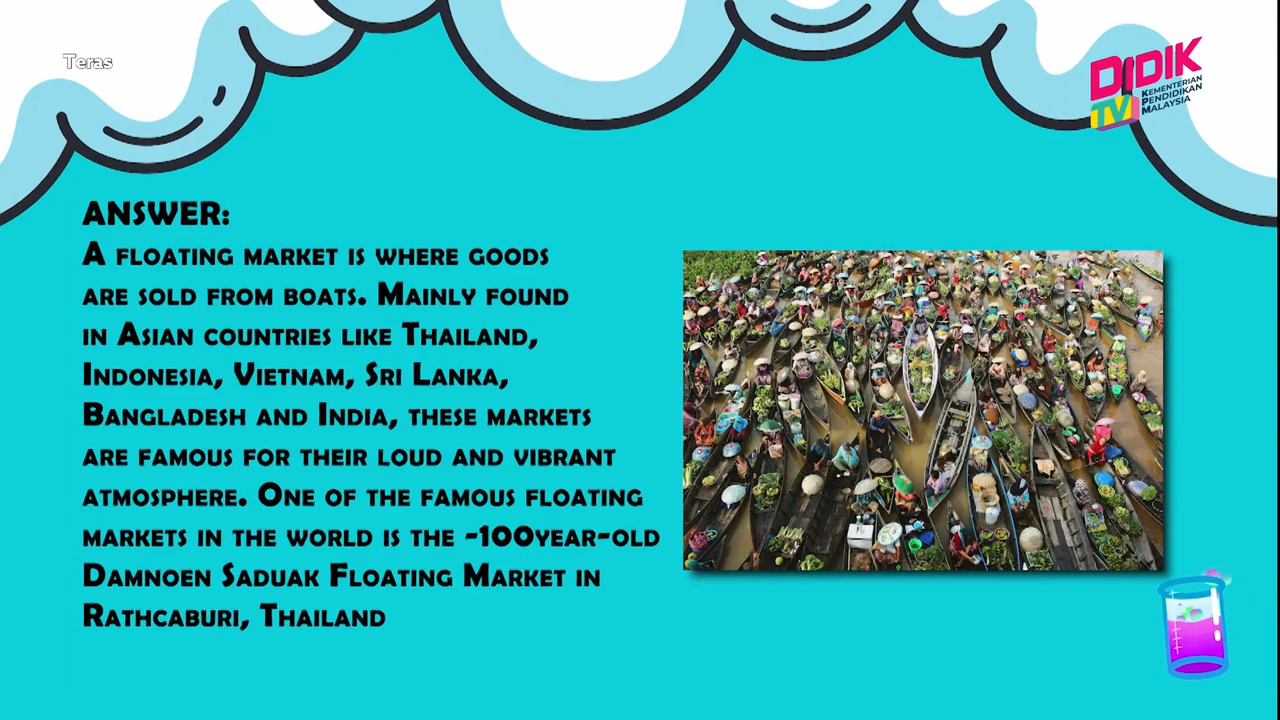 Teras
DIDIK
TV
KEMENTERIAN
PENDIDIKAN
MALAYSIA
ANSWER:
A FLOATING MARKET IS WHERE GOODS
ARE SOLD FROM BOATS. MAINLY FOUND
IN ASIAN COUNTRIES LIKE THAILAND,
INDONESIA, VIETNAM, SRI LANKA,
BANGLADESH AND INDIA, THESE MARKETS
ARE FAMOUS FOR THEIR LOUD AND VIBRANT
ATMOSPHERE. ONE OF THE FAMOUS FLOATING
MARKETS IN THE WORLD IS THE -100YEAR-OLD
DAMNOEN SADUAK FLOATING MARKET IN
RATHCABURI, THAILAND